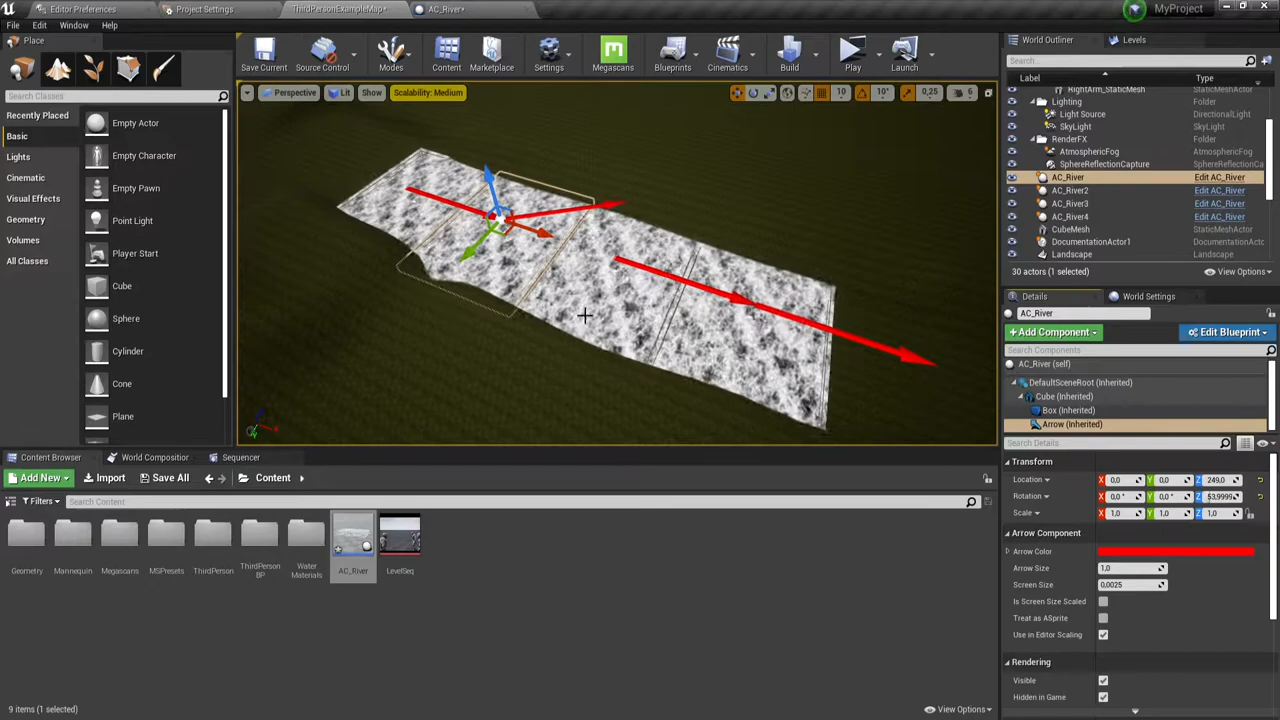 Editor Preferences
Project Settings
ThirdPersonExampleMap*
AC_River*
MyProject
File Edit Window Help
Place
Search Classes
Recently Placed
Basic
Lights
Cinematic
Visual Effects
Geometry
Volumes
All Classes
Empty Actor
Empty Character
Empty Pawn
Point Light
Player Start
Cube
Sphere
Cylinder
Cone
Plane
Save Current
Source Control
Modes
Content
Marketplace
Settings
Megascans
Blueprints
Cinematics
Build
Play
Launch
Perspective
Lit
Show
Scalability: Medium
10
10°
0,25
6
World Outliner
Levels
Search...
Label Type
RightArm_StaticMesh StaticMeshActor
Lighting Folder
Light Source DirectionalLight
SkyLight SkyLight
RenderFX Folder
AtmosphericFog AtmosphericFog
SphereReflectionCapture SphereReflectionCa
AC_River Edit AC_River
AC_River2 Edit AC_River
AC_River3 Edit AC_River
AC_River4 Edit AC_River
CubeMesh StaticMeshActor
DocumentationActor1 DocumentationActo
Landscape Landscape
30 actors (1 selected)
View Options
Details
World Settings
AC_River
+Add Component
Edit Blueprint
Search Components
AC_River (self)
DefaultSceneRoot (Inherited)
Cube (Inherited)
Box (Inherited)
Arrow (Inherited)
Search Details
Transform
Location X 0,0 Y 0,0 Z 249,0
Rotation X 0,0 ° Y 0,0 ° Z 53,9999
Scale X 1,0 Y 1,0 Z 1,0
Arrow Component
Arrow Color
Arrow Size 1,0
Screen Size 0,0025
Is Screen Size Scaled
Treat as ASprite
Use in Editor Scaling
Rendering
Visible
Hidden in Game
Content Browser
World Compositior
Sequencer
Add New
Import
Save All
Content
Filters
Search Content
Geometry
Mannequin
Megascans
MSPresets
ThirdPerson
ThirdPerson
BP
Water
Materials
AC_River
LevelSeq
9 items (1 selected)
View Options